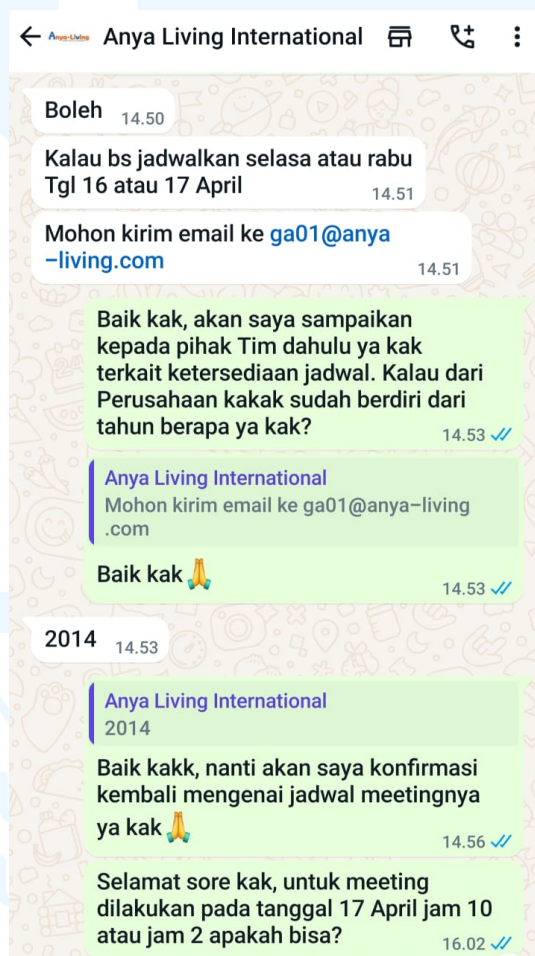 Anya-Living Anya Living International
Boleh 14.50
Kalau bs jadwalkan selasa atau rabu
Tgl 16 atau 17 April 14.51
Mohon kirim email ke ga01@anya
-living.com 14.51
Baik kak, akan saya sampaikan
kepada pihak Tim dahulu ya kak
terkait ketersediaan jadwal. Kalau dari
Perusahaan kakak sudah berdiri dari
tahun berapa ya kak? 14.53
Anya Living International
Mohon kirim email ke ga01@anya-living
.com
Baik kak🙏 14.53
2014 14.53
Anya Living International
2014
Baik kakk, nanti akan saya konfirmasi
kembali mengenai jadwal meetingnya
ya kak🙏 14.56
Selamat sore kak, untuk meeting
dilakukan pada tanggal 17 April jam 10
atau jam 2 apakah bisa? 16.02